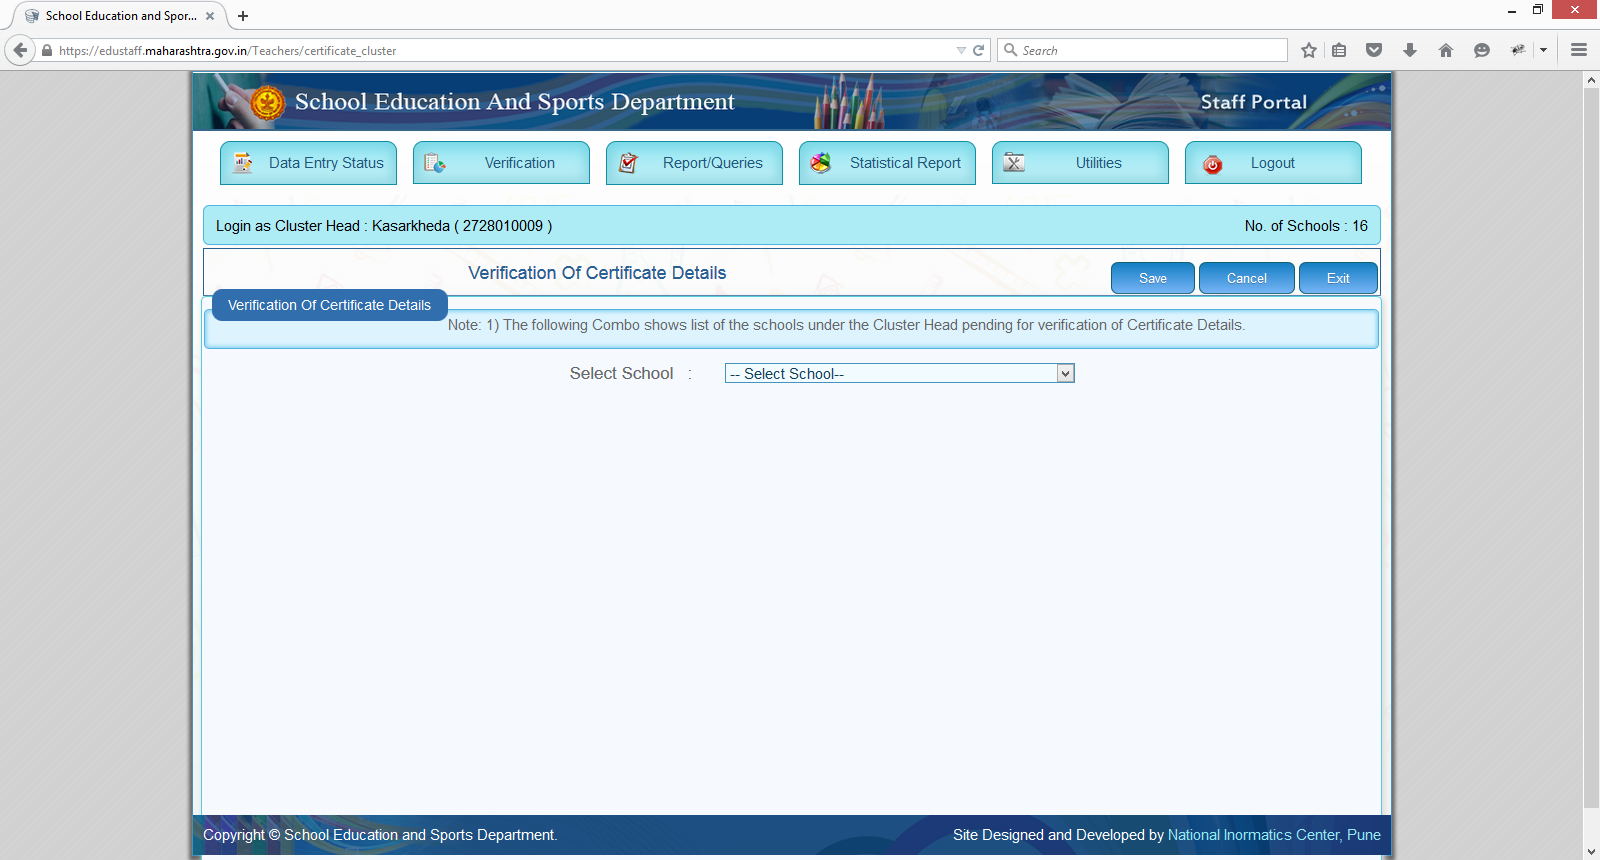 School Education and Spor...
https://edustaff.maharashtra.gov.in/Teachers/certificate_cluster
Search
School Education And Sports Department
Staff Portal
Data Entry Status
Verification
Report/Queries
Statistical Report
Utilities
Logout
Login as Cluster Head : Kasarkheda ( 2728010009 )
No. of Schools : 16
Verification Of Certificate Details
Save
Cancel
Exit
Verification Of Certificate Details
Note: 1) The following Combo shows list of the schools under the Cluster Head pending for verification of Certificate Details.
Select School :
-- Select School--
Copyright © School Education and Sports Department.
Site Designed and Developed by National Inormatics Center, Pune